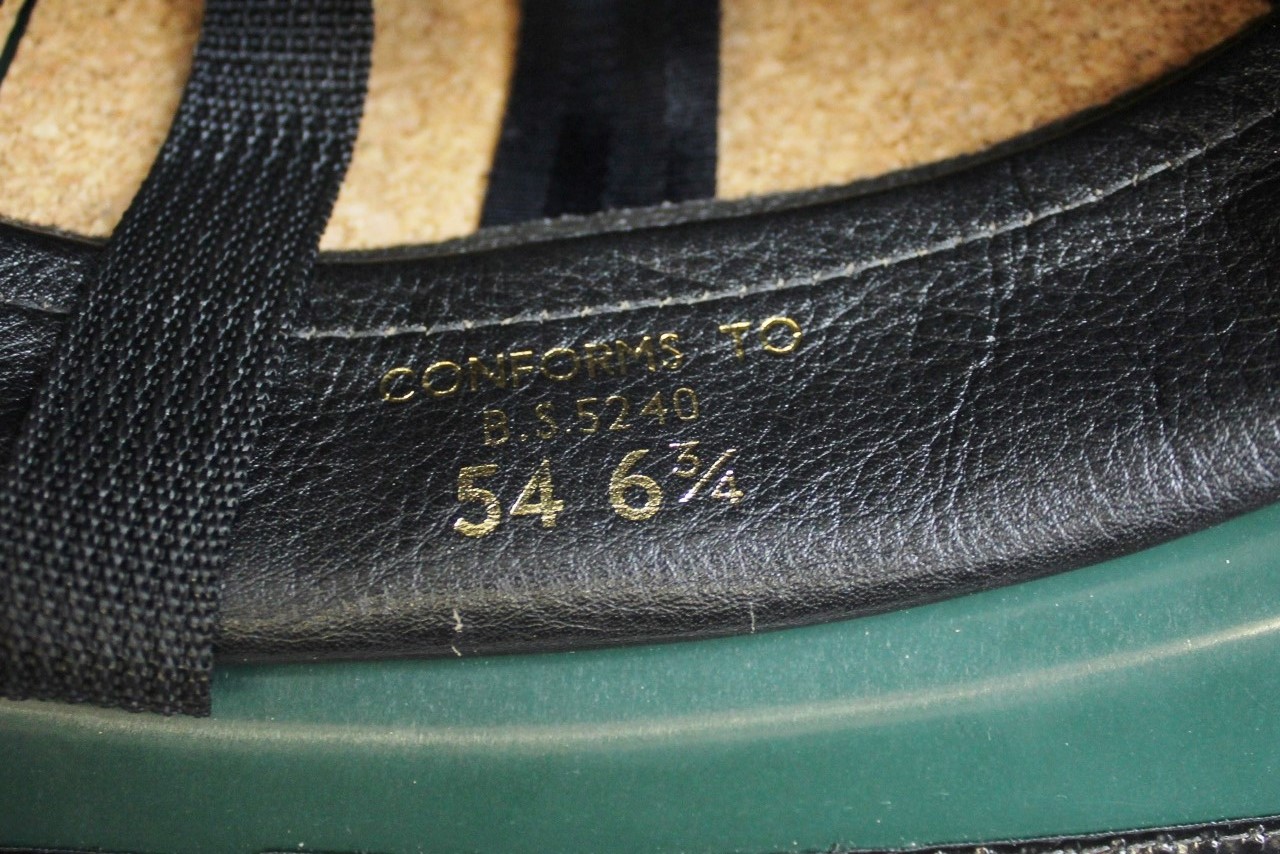 CONFORMS TO
B.S.5240
54 6¾